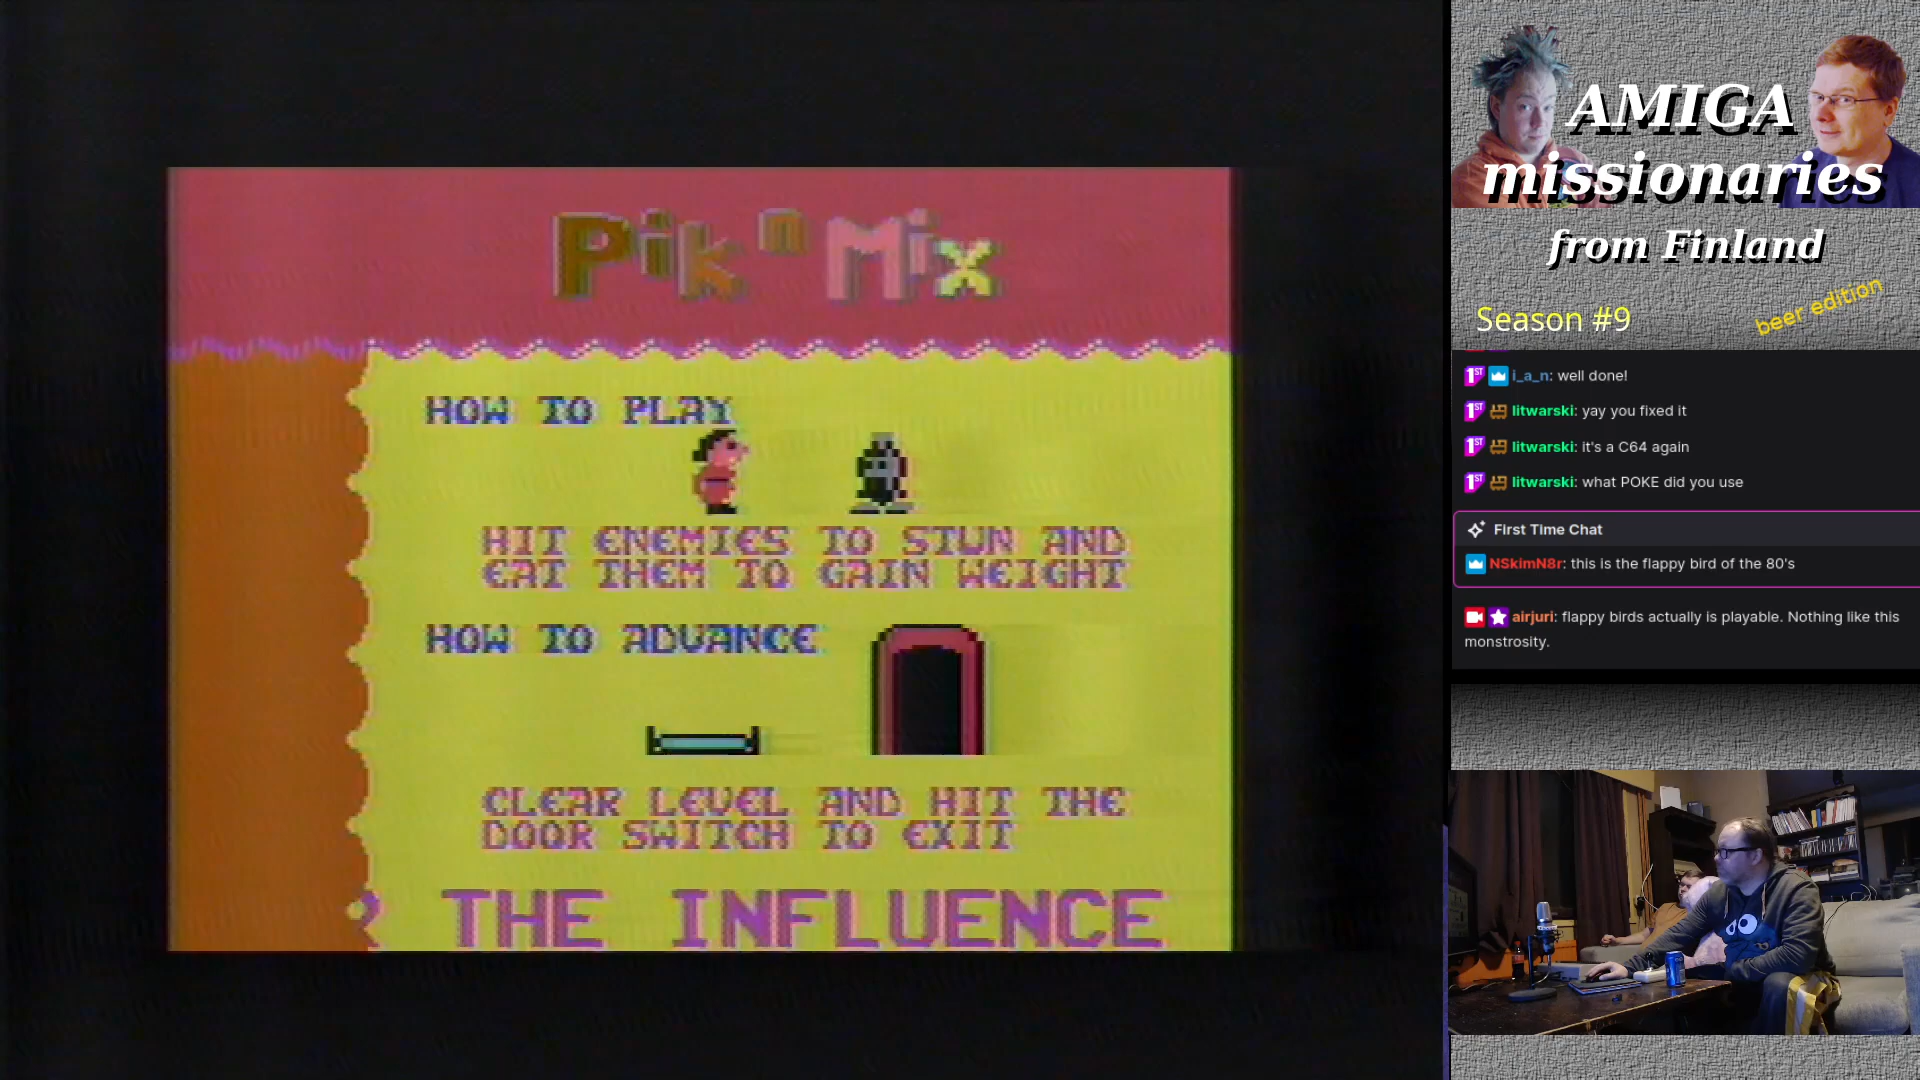 Pik n Mix
HOW TO PLAY
HIT ENEMIES TO STUN AND
EAT THEM TO GAIN WEIGHT
HOW TO ADVANCE
CLEAR LEVEL AND HIT THE
DOOR SWITCH TO EXIT
R THE INFLUENCE
AMIGA
missionaries
from Finland
Season #9
beer edition
1ST i_a_n: well done!
1ST litwarski: yay you fixed it
1ST litwarski: it's a C64 again
1ST litwarski: what POKE did you use
First Time Chat
NSkimN8r: this is the flappy bird of the 80's
airjuri: flappy birds actually is playable. Nothing like this
monstrosity.